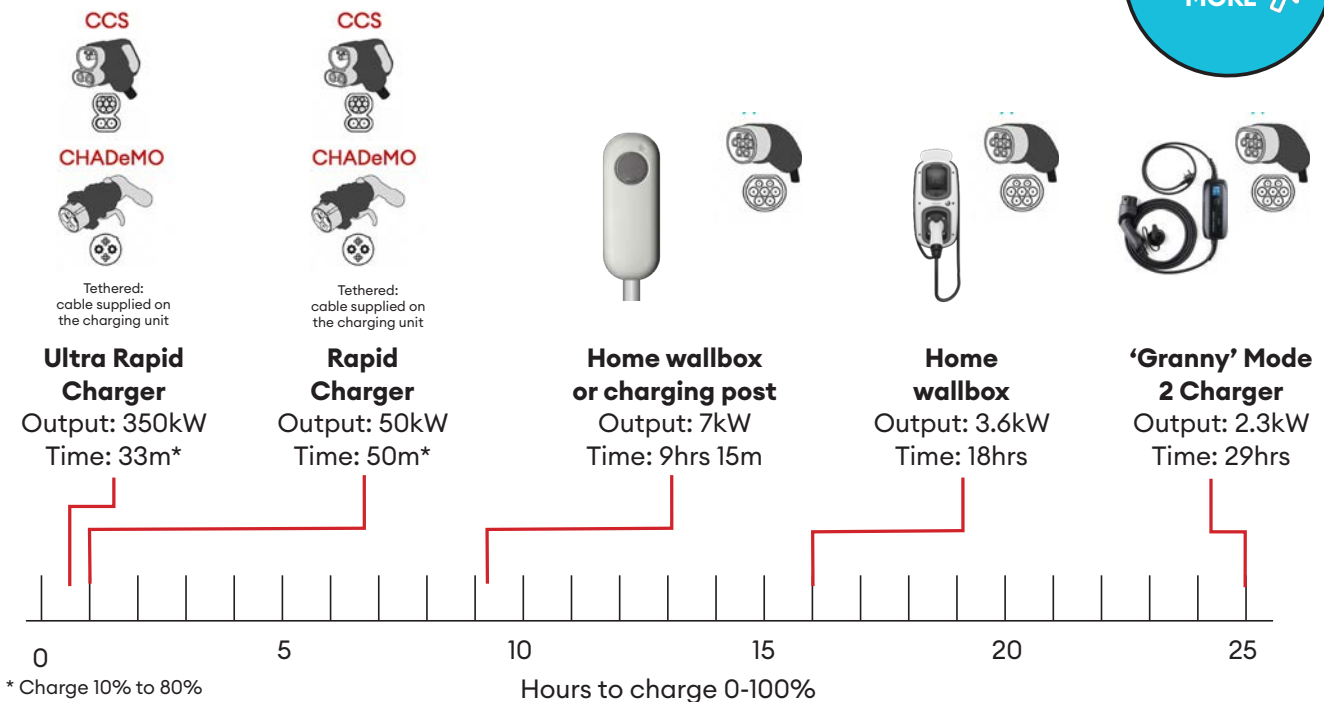 MORE
CCS
CHADeMO
Tethered:
cable supplied on
the charging unit
Ultra Rapid
Charger
Output: 350kW
Time: 33m*
CCS
CHADeMO
Tethered:
cable supplied on
the charging unit
Rapid
Charger
Output: 50kW
Time: 50m*
Home wallbox
or charging post
Output: 7kW
Time: 9hrs 15m
Home
wallbox
Output: 3.6kW
Time: 18hrs
‘Granny’ Mode
2 Charger
Output: 2.3kW
Time: 29hrs
0 5 10 15 20 25
* Charge 10% to 80%
Hours to charge 0-100%